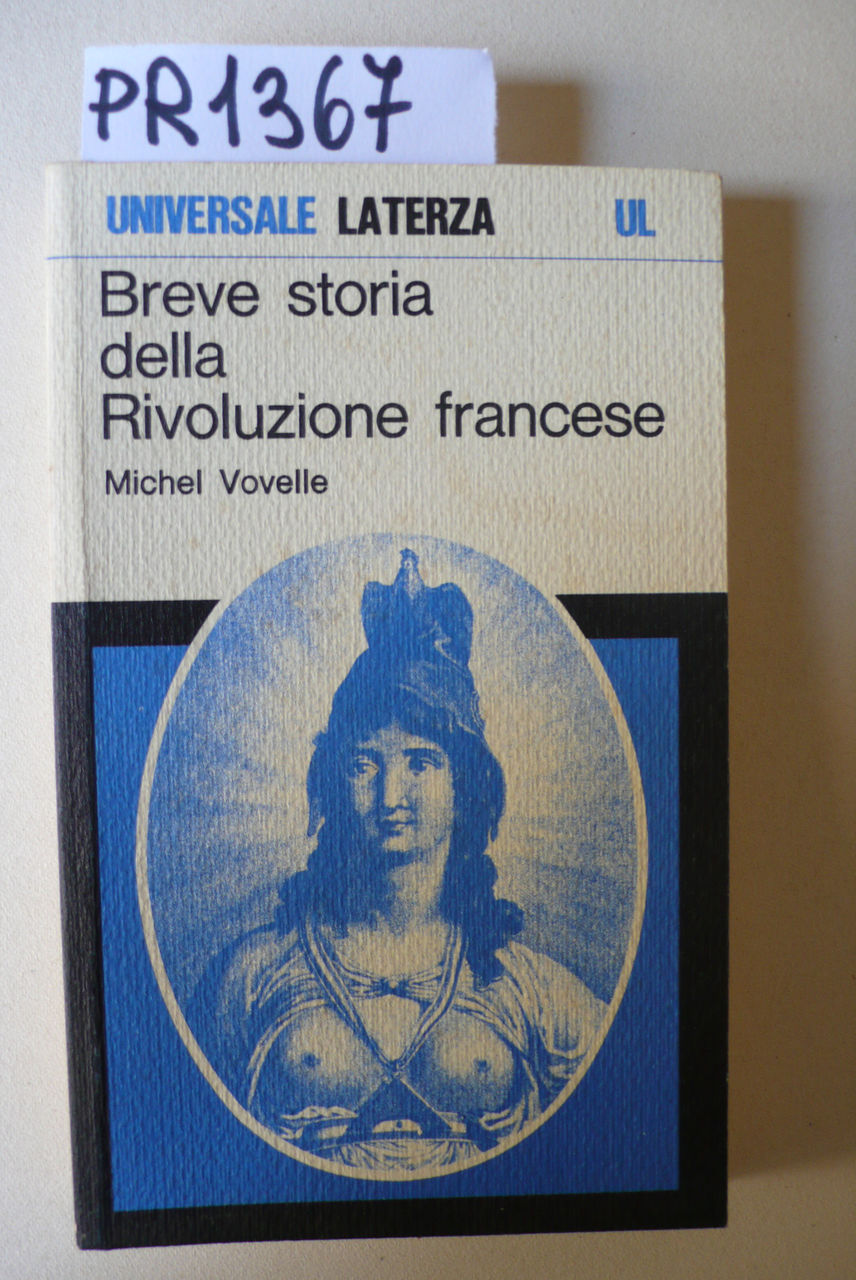 PR1367
UNIVERSALE LATERZA UL
Breve storia
della
Rivoluzione francese
Michel Vovelle